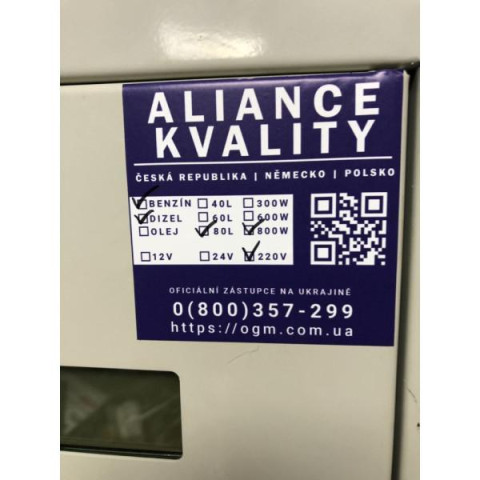 ALIANCE
KVALITY
ČESKÁ REPUBLIKA | NĚMECKO | POLSKO
BENZÍN 40L 300W
DIZEL 60L 600W
OLEJ 80L 800W
12V 24V 220V
OFICIÁLNÍ ZÁSTUPCE NA UKRAJINĚ
0(800)357-299
https://ogm.com.ua